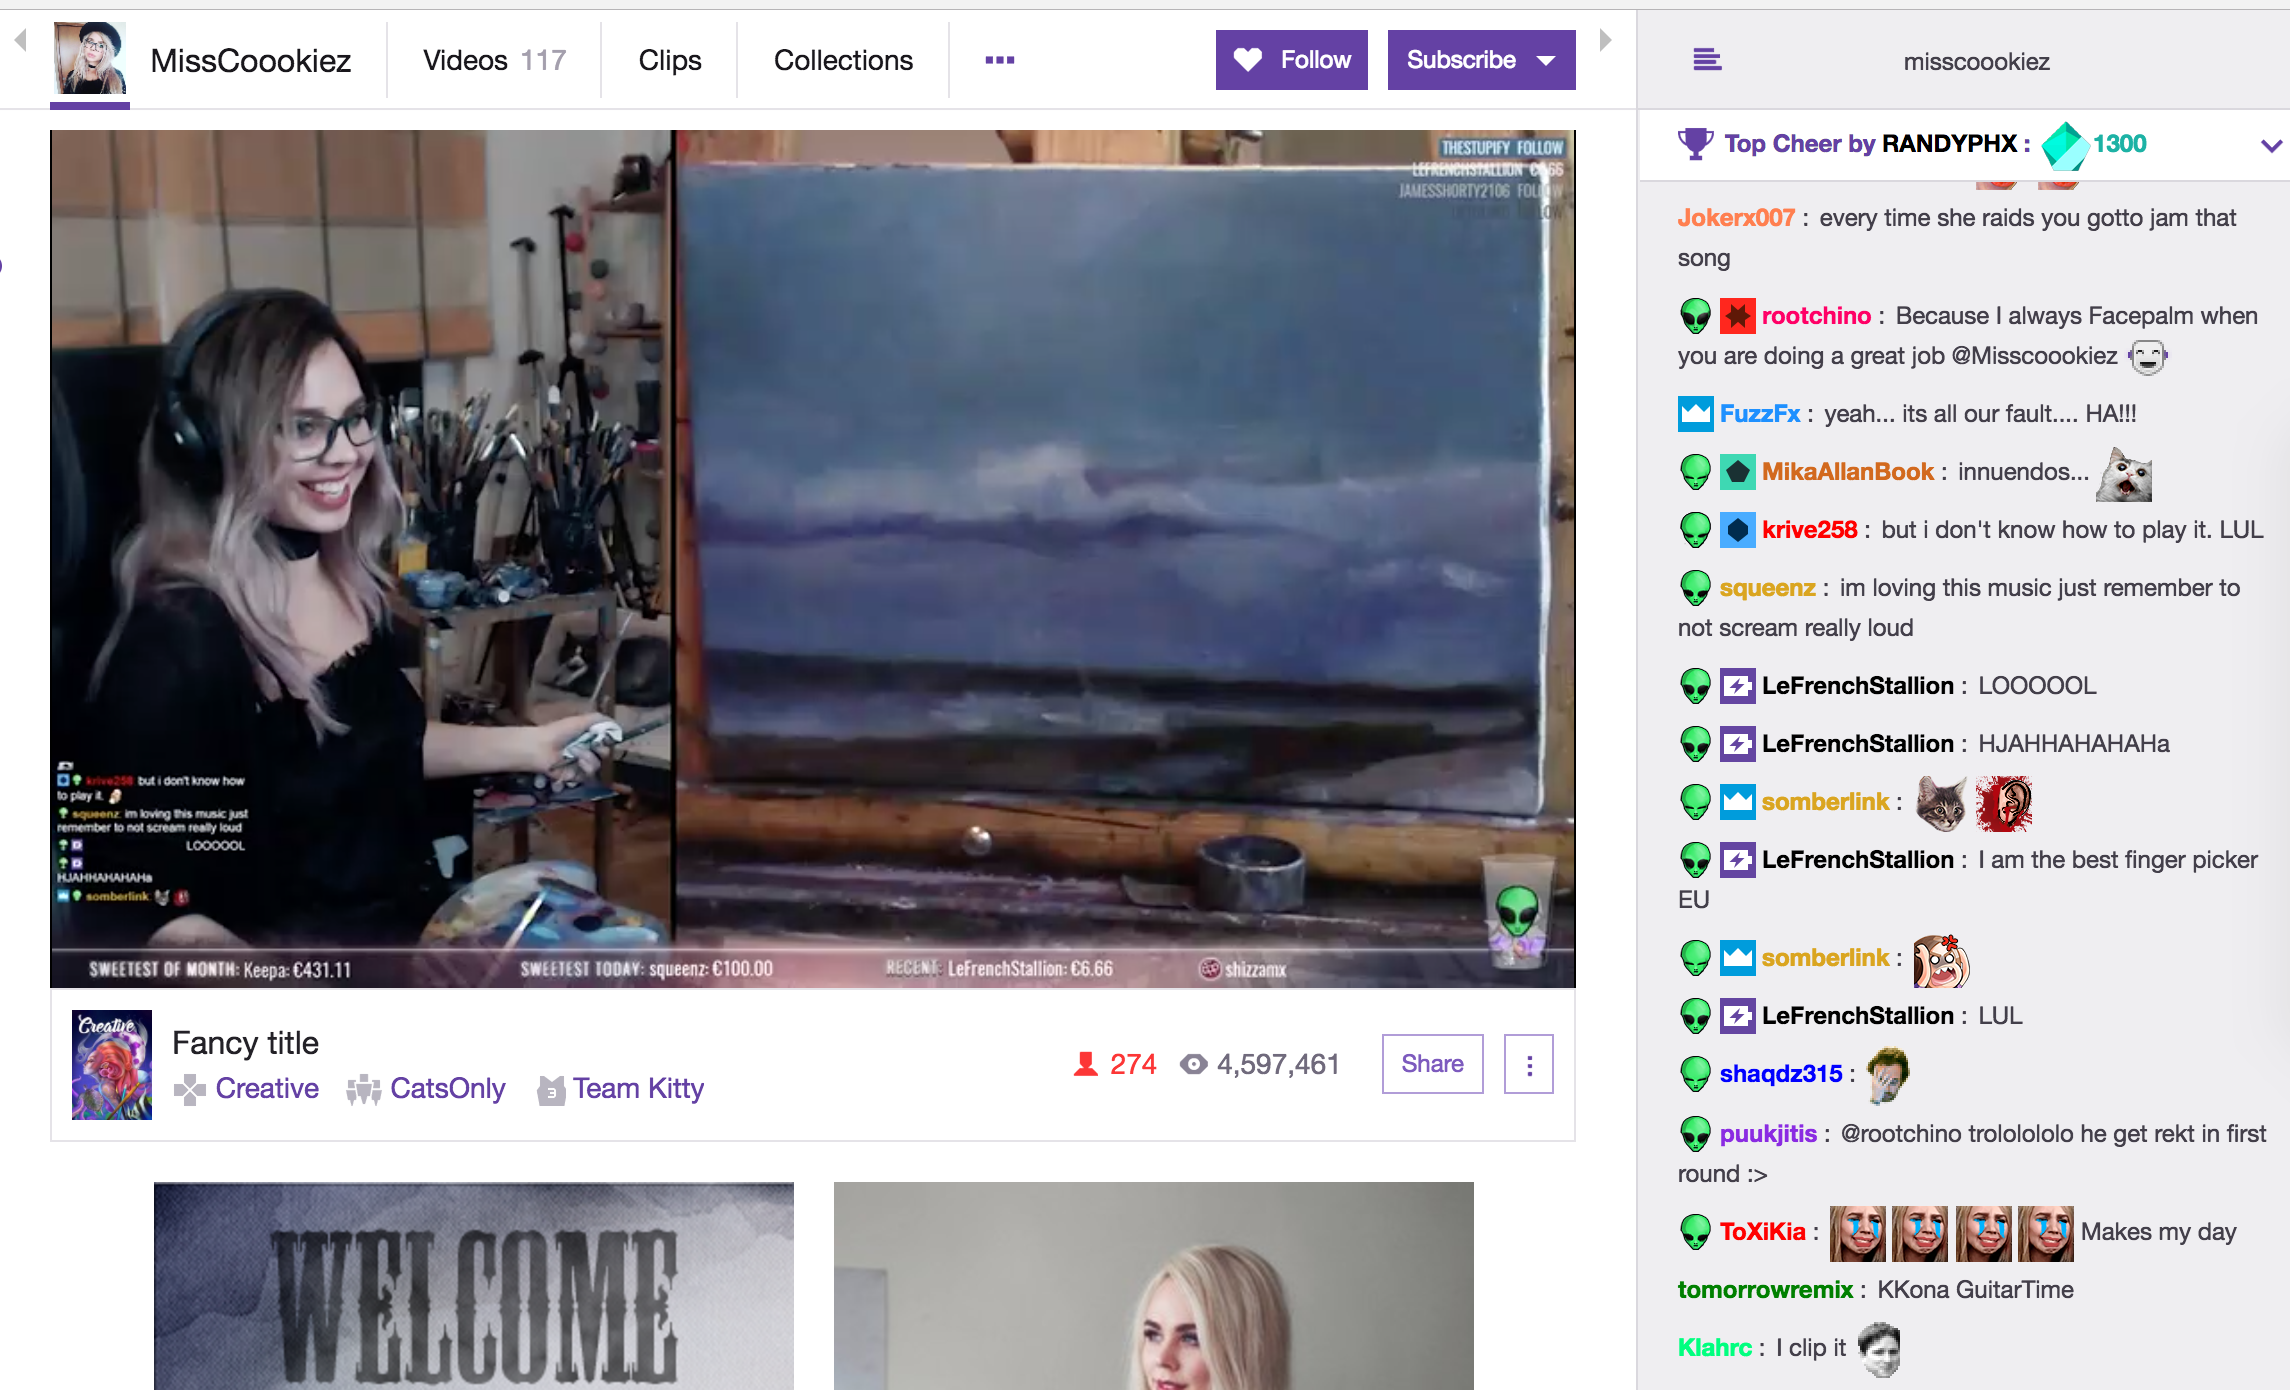 MissCoookiez
Videos 117
Clips
Collections
Follow
Subscribe
misscoookiez
Top Cheer by RANDYPHX : 1300
THESTUPIFY FOLLOW
LEFRENCHSTALLION €6.66
JAMESSHORTY2106 FOLLOW
FOLLOW
krive258 but i don't know how
to play it.
squeenz: im loving this music just
remember to not scream really loud
LOOOOOL
HJAHHAHAHAHa
somberlink:
SWEETEST OF MONTH: Keepa: €431.11
SWEETEST TODAY: squeenz: €100.00
RECENT: LeFrenchStallion: €6.66
shizzamx
Creative
Fancy title
Creative
CatsOnly
3
Team Kitty
274
4,597,461
Share
WELCOME
Jokerx007 : every time she raids you gotto jam that
song
rootchino : Because I always Facepalm when
you are doing a great job @Misscoookiez
FuzzFx : yeah... its all our fault.... HA!!!
MikaAllanBook : innuendos...
krive258 : but i don't know how to play it. LUL
squeenz : im loving this music just remember to
not scream really loud
LeFrenchStallion : LOOOOOL
LeFrenchStallion : HJAHHAHAHAHa
somberlink :
LeFrenchStallion : I am the best finger picker
EU
somberlink :
LeFrenchStallion : LUL
shaqdz315 :
puukjitis : @rootchino trololololo he get rekt in first
round :>
ToXiKia : Makes my day
tomorrowremix : KKona GuitarTime
Klahrc : I clip it